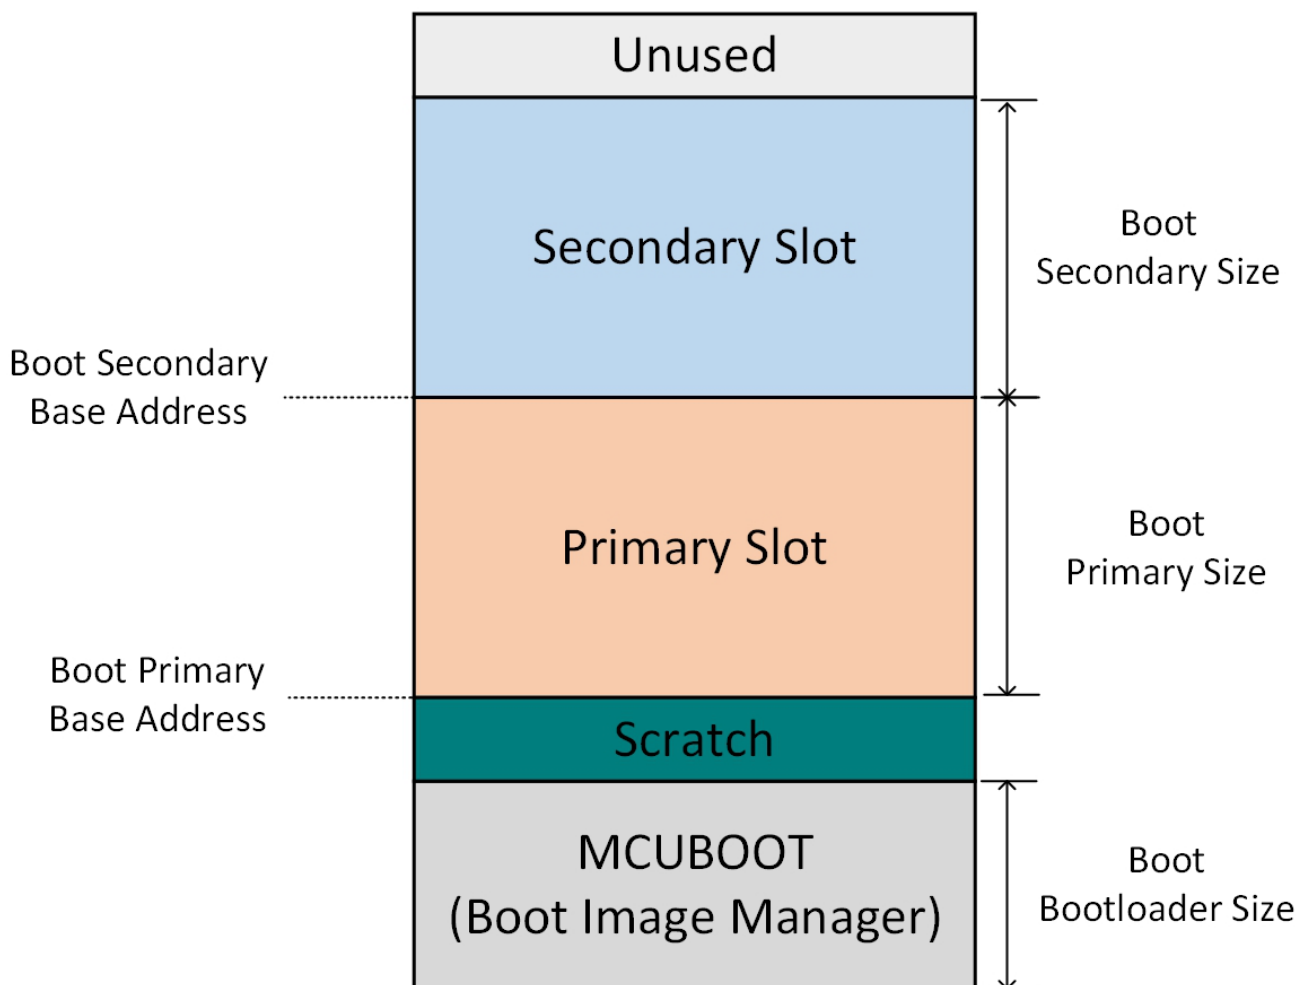 Unused
Secondary Slot
Boot
Secondary Size
Boot Secondary
Base Address
Primary Slot
Boot
Primary Size
Boot Primary
Base Address
Scratch
MCUBOOT
(Boot Image Manager)
Boot
Bootloader Size